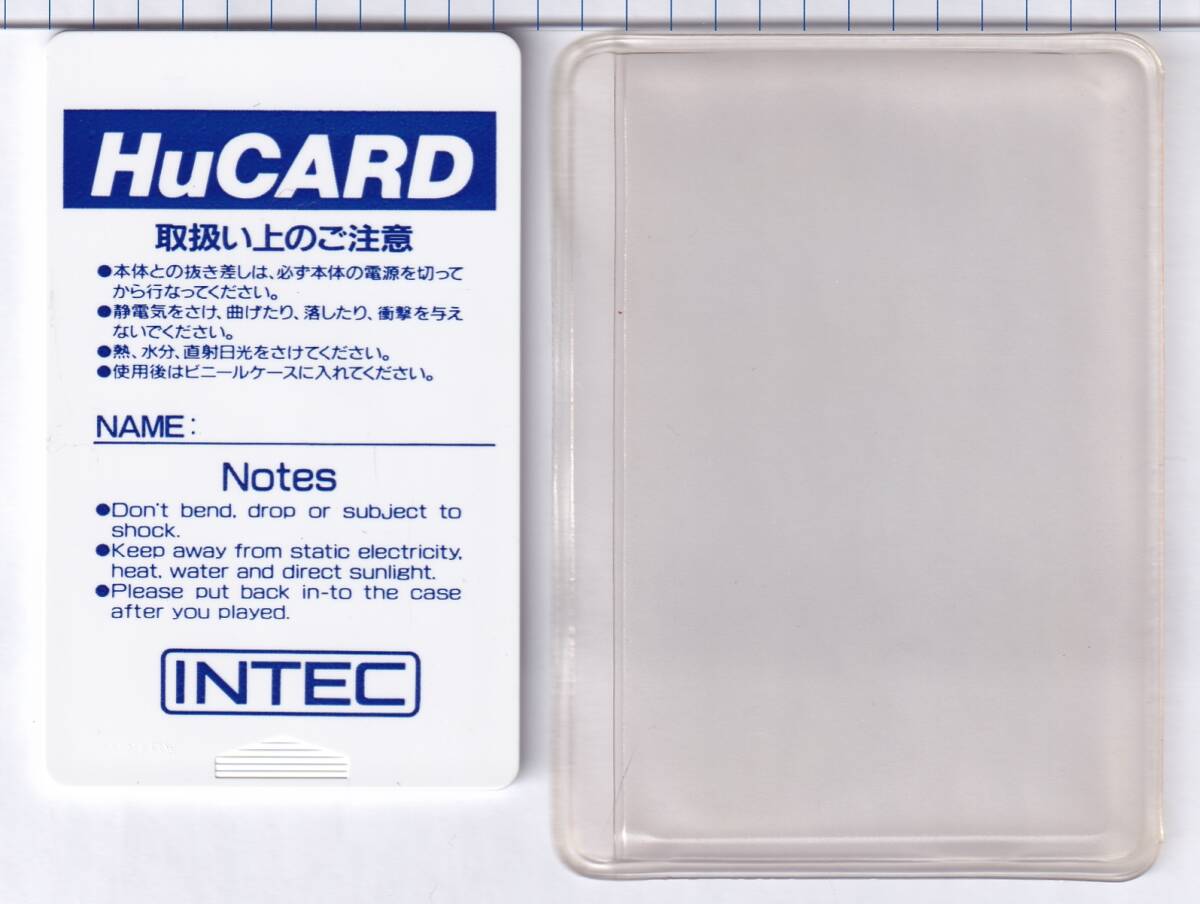 HuCARD
取扱い上のご注意
●本体との抜き差しは、必ず本体の電源を切って
から行なってください。
●静電気をさけ、曲げたり、落したり、衝撃を与え
ないでください。
●熱、水分、直射日光をさけてください。
●使用後はビニールケースに入れてください。
NAME:
Notes
●Don't bend, drop or subject to
shock.
●Keep away from static electricity,
heat, water and direct sunlight.
●Please put back in-to the case
after you played.
INTEC